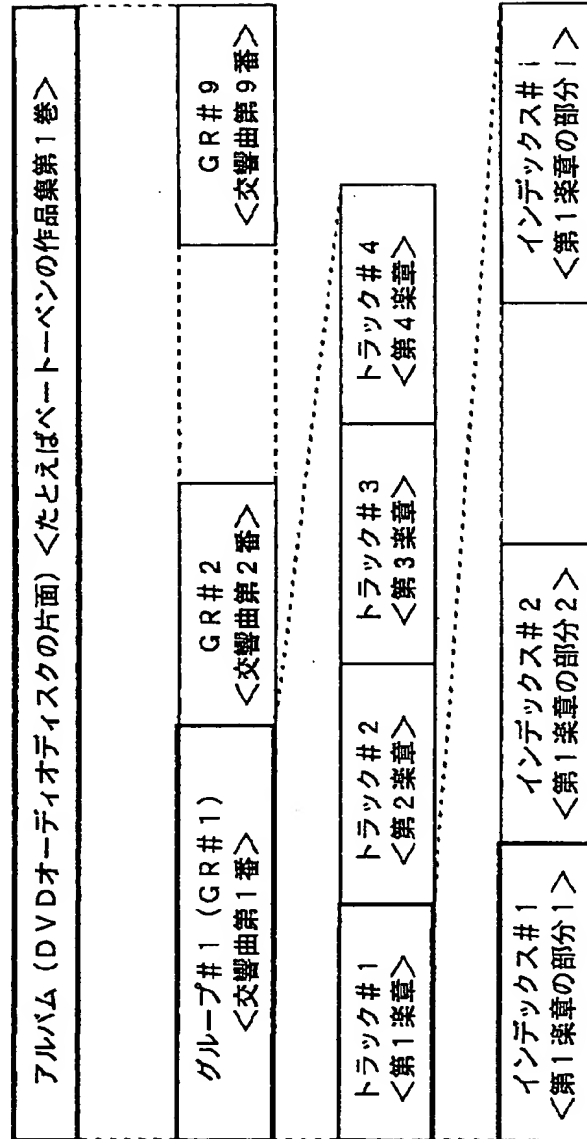 アルバム(DVDオーディオディスクの片面)<たとえばベートーベンの作品集第1巻>
グループ#1(GR#1)
<交響曲第1番>
GR#2
<交響曲第2番>
GR#9
<交響曲第9番>
トラック#1
<第1楽章>
トラック#2
<第2楽章>
トラック#3
<第3楽章>
トラック#4
<第4楽章>
インデックス#1
<第1楽章の部分1>
インデックス#2
<第1楽章の部分2>
インデックス#i
<第1楽章の部分i>